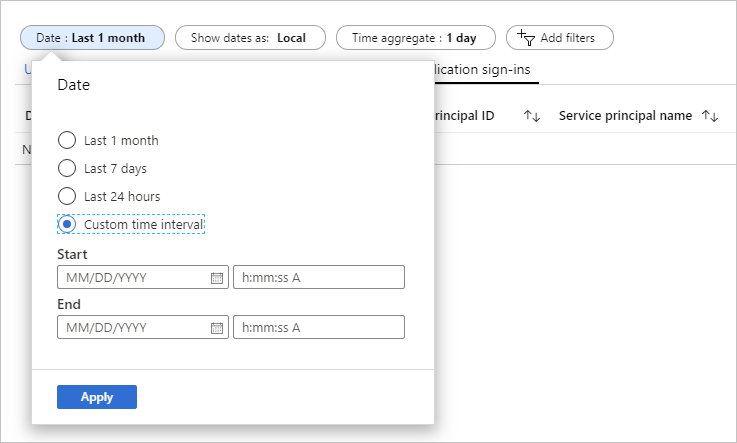 Date : Last 1 month
Show dates as: Local
Time aggregate : 1 day
Add filters
U
lication sign-ins
Date
D
rincipal ID
Service principal name
Last 1 month
N
Last 7 days
Last 24 hours
Custom time interval
Start
MM/DD/YYYY
h:mm:ss A
End
MM/DD/YYYY
h:mm:ss A
Apply